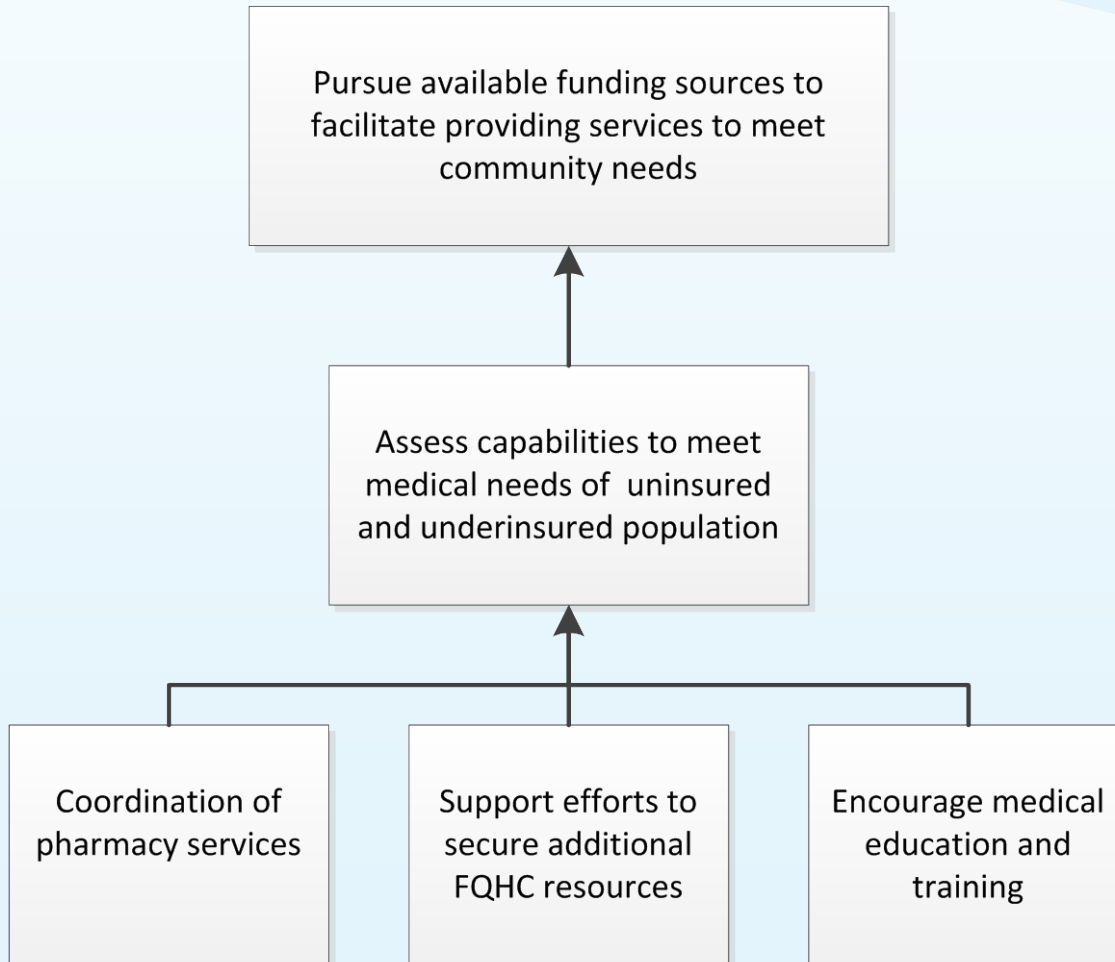 Pursue available funding sources to
facilitate providing services to meet
community needs
Assess capabilities to meet
medical needs of  uninsured
and underinsured population
Coordination of
pharmacy services
Support efforts to
secure additional
FQHC resources
Encourage medical
education and
training